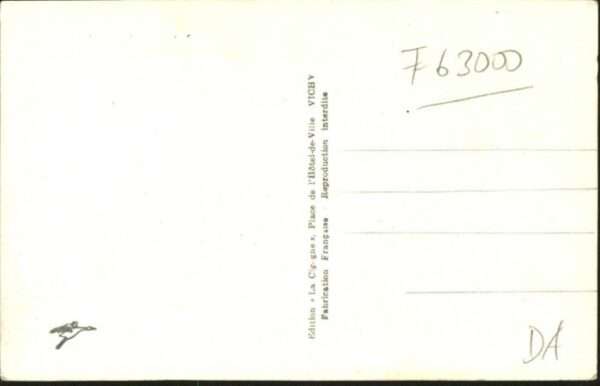 F 63000
Edition « La Cigogne », Place de l'Hôtel-de-Ville VICHY
Fabrication Française - Reproduction interdite
DA